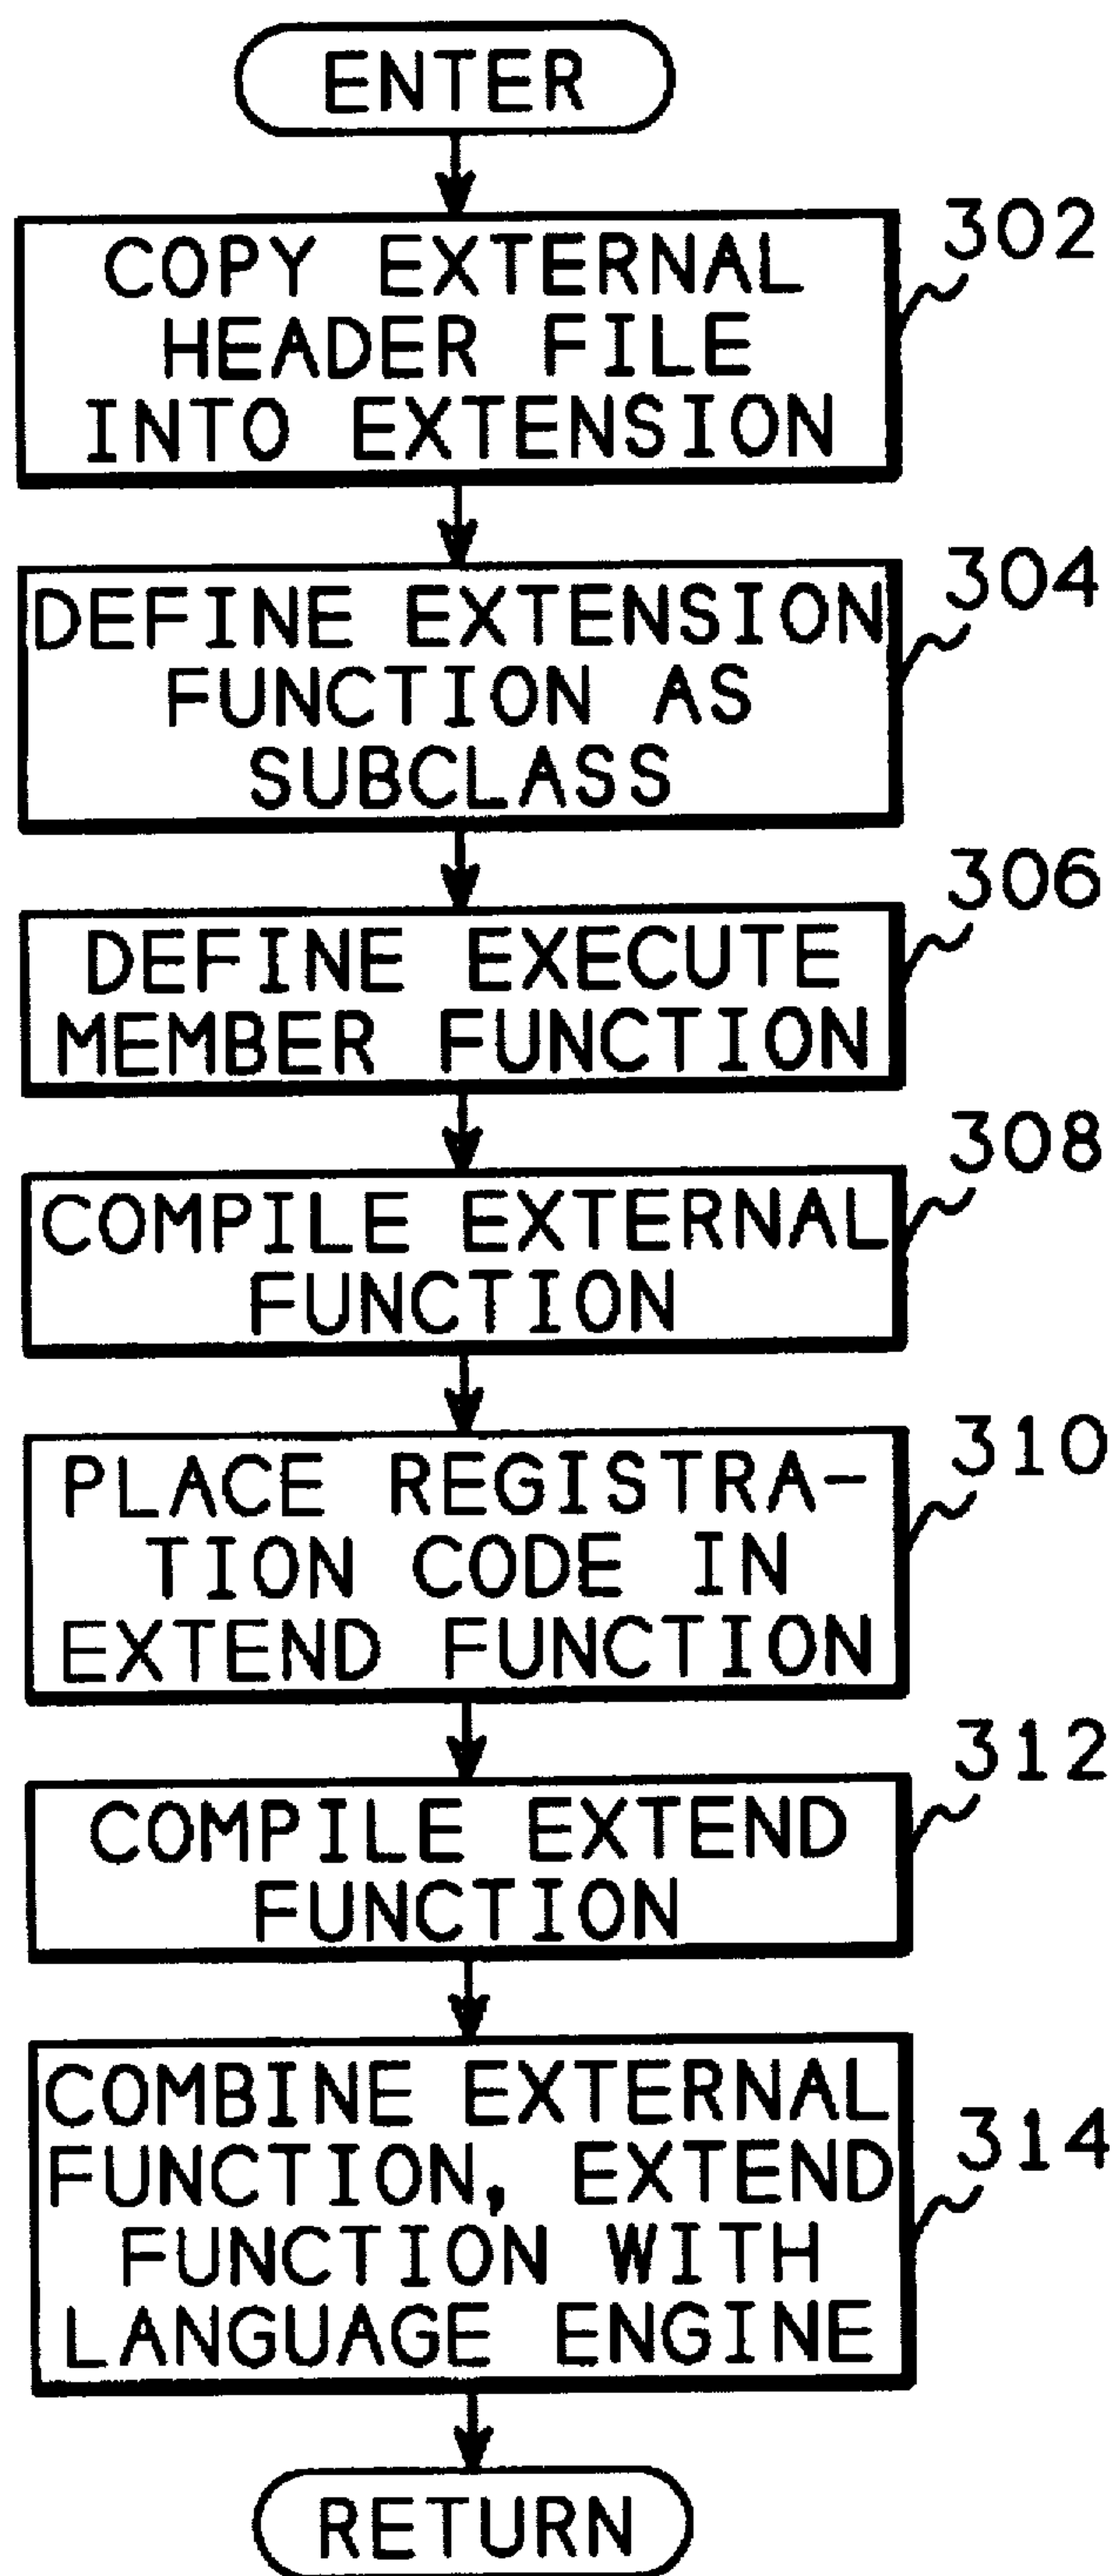 ENTER
302
COPY EXTERNAL
HEADER FILE
INTO EXTENSION
304
DEFINE EXTENSION
FUNCTION AS
SUBCLASS
306
DEFINE EXECUTE
MEMBER FUNCTION
308
COMPILE EXTERNAL
FUNCTION
310
PLACE REGISTRA-
TION CODE IN
EXTEND FUNCTION
312
COMPILE EXTEND
FUNCTION
COMBINE EXTERNAL
314
FUNCTION, EXTEND
FUNCTION WITH
LANGUAGE ENGINE
RETURN